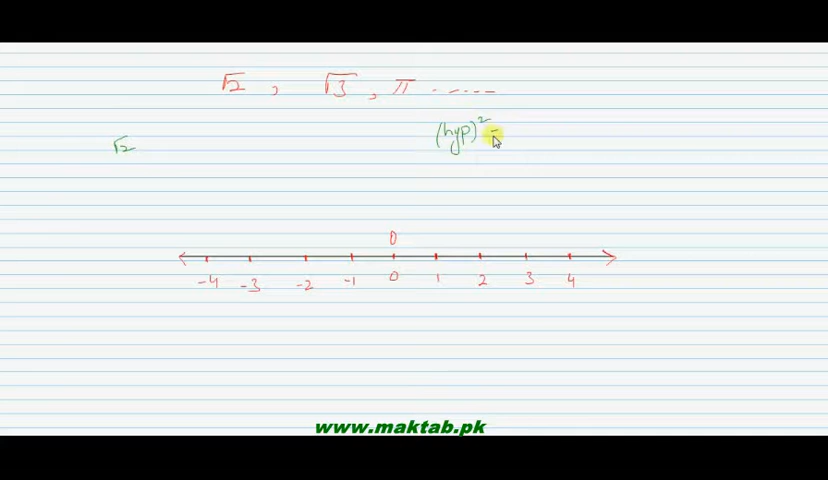 √2 , √3 , π ......
(hyp)² =
√2
0
-4 -3 -2 -1 0 1 2 3 4
www.maktab.pk